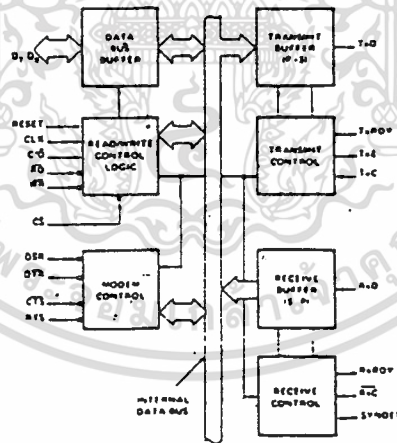 D7 D0
DATA
BUS
BUFFER
TRANSMIT
BUFFER
(P-S)
TxD
RESET
CLK
C/D
RD
WR
CS
READ/WRITE
CONTROL
LOGIC
TRANSMIT
CONTROL
TxRDY
TxE
TxC
DSR
DTR
CTS
RTS
MODEM
CONTROL
RECEIVE
BUFFER
(S-P)
RxD
INTERNAL
DATA BUS
RECEIVE
CONTROL
RxRDY
RxC
SYNDET